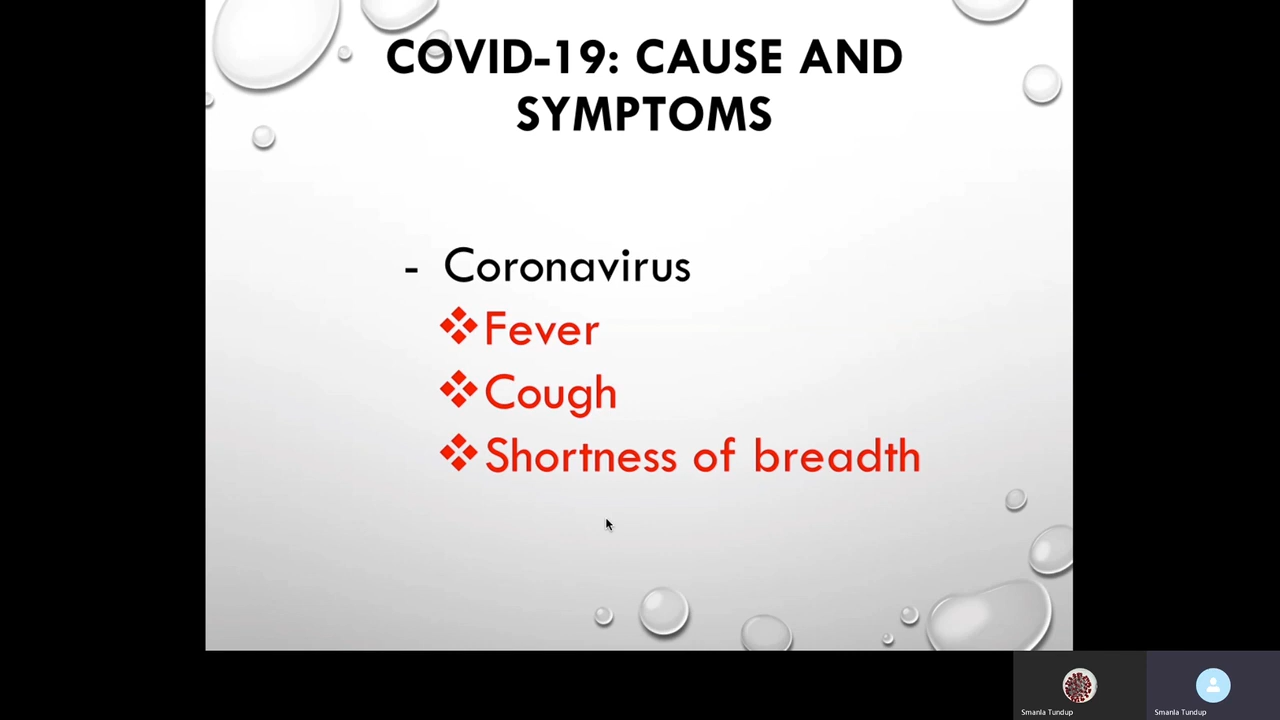 COVID-19: CAUSE AND
SYMPTOMS
- Coronavirus
❖Fever
❖Cough
❖Shortness of breadth
Smanla Tundup
Smanla Tundup